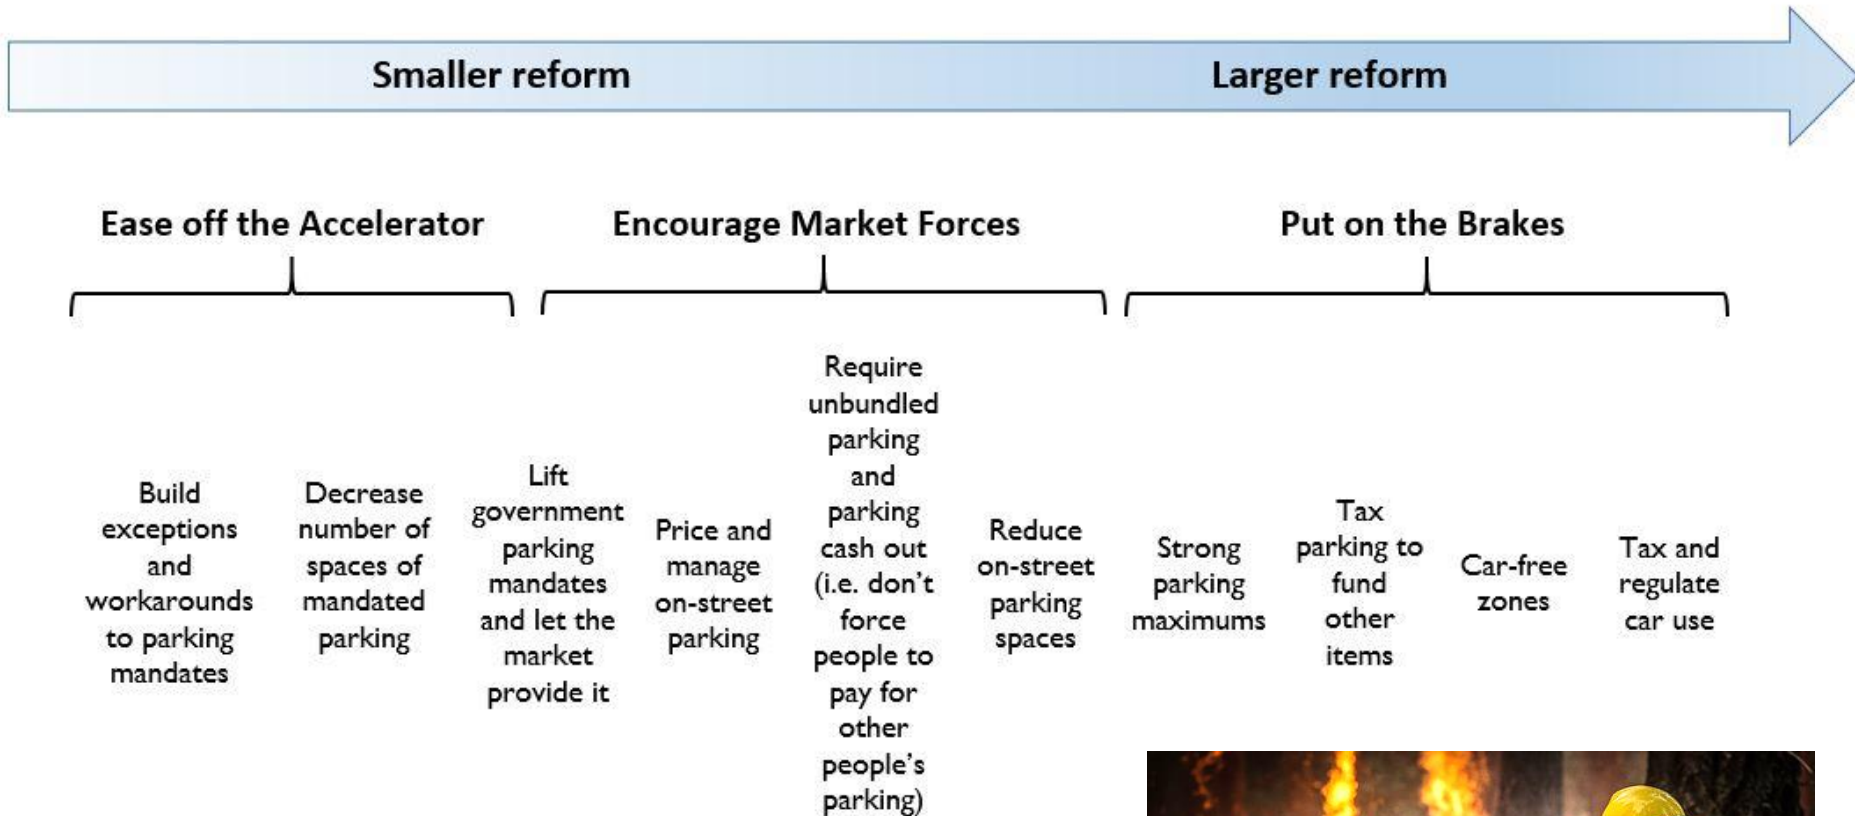 Smaller reform
Larger reform
Ease off the Accelerator
Encourage Market Forces
Put on the Brakes
Build
exceptions
and
workarounds
to parking
mandates
Decrease
number of
spaces of
mandated
parking
Lift
government
parking
mandates
and let the
market
provide it
Price and
manage
on-street
parking
Require
unbundled
parking
and
parking
cash out
(i.e. don't
force
people to
pay for
other
people's
parking)
Reduce
on-street
parking
spaces
Strong
parking
maximums
Tax
parking to
fund
other
items
Car-free
zones
Tax and
regulate
car use